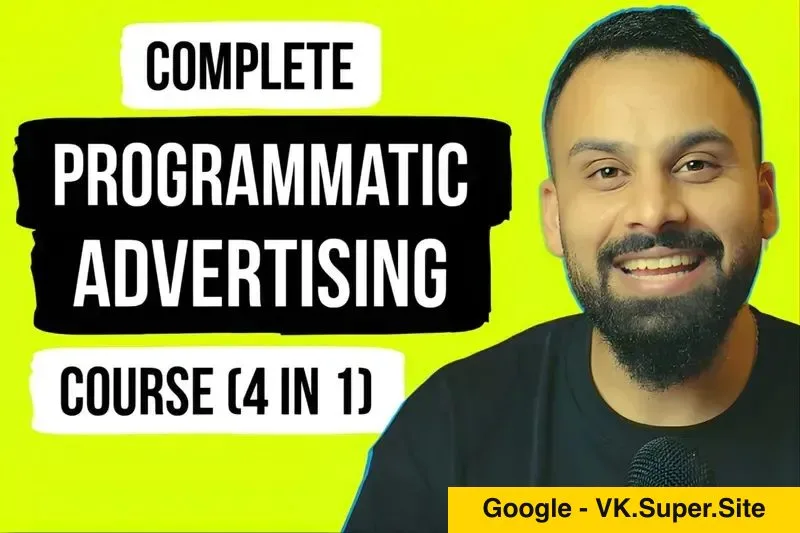 COMPLETE
PROGRAMMATIC
ADVERTISING
COURSE (4 IN 1)
Google - VK.Super.Site